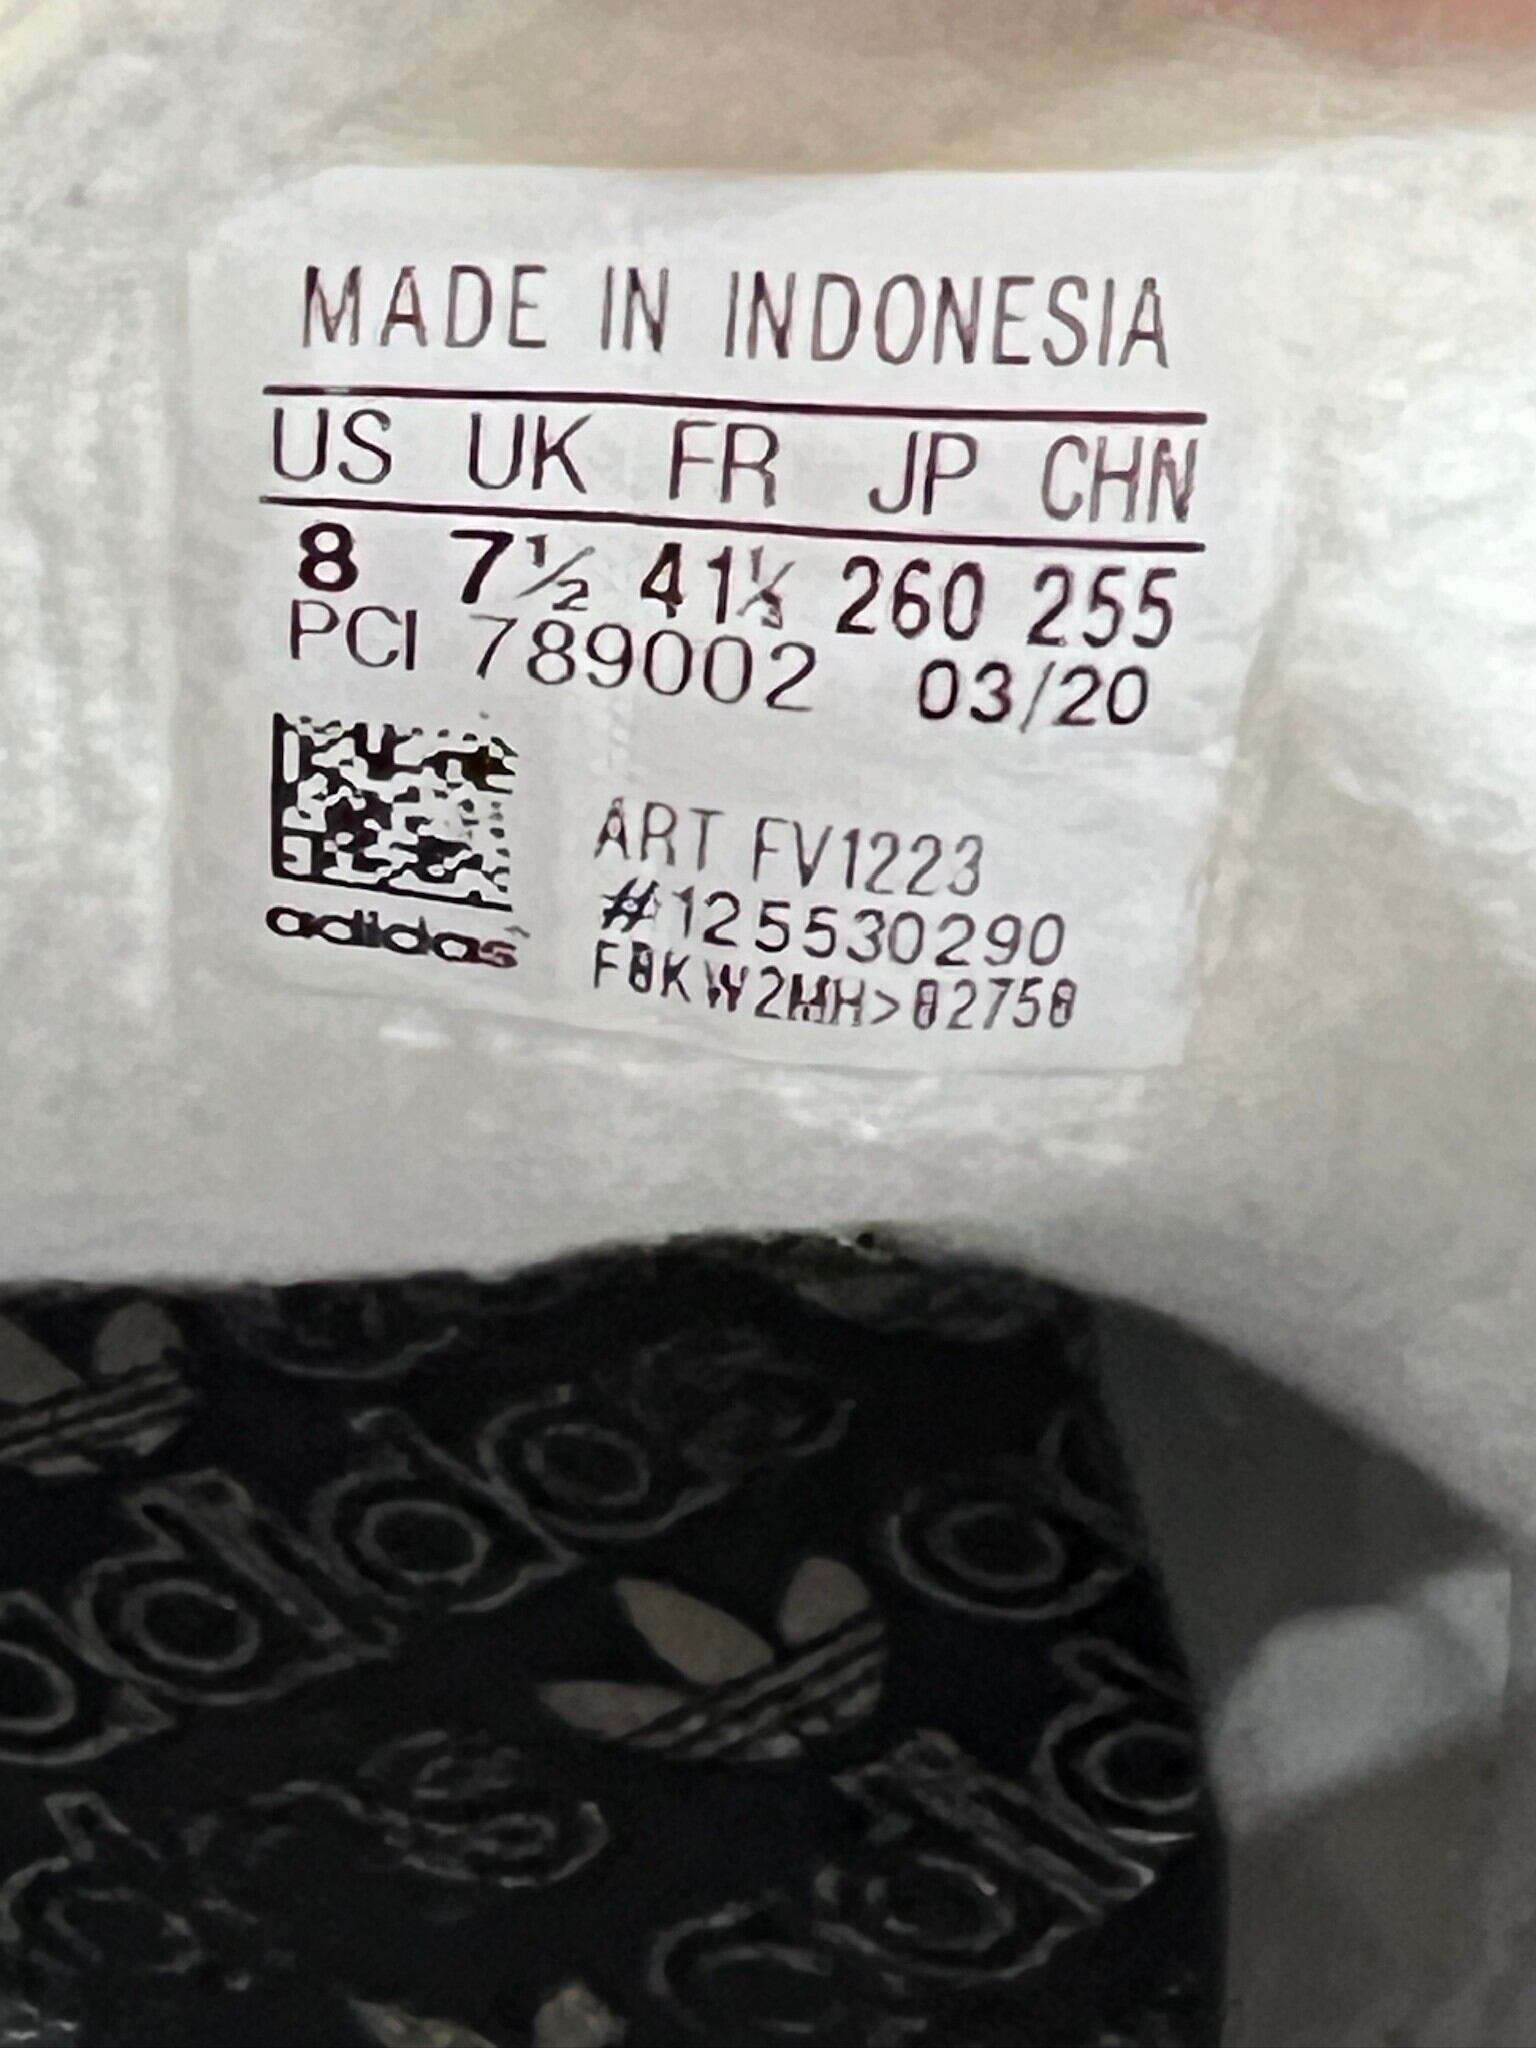 MADE IN INDONESIA
US UK FR JP CHN
8 7½ 41⅓ 260 255
PCI 789002 03/20
ART FV1223
#125530290
adidas
adidas